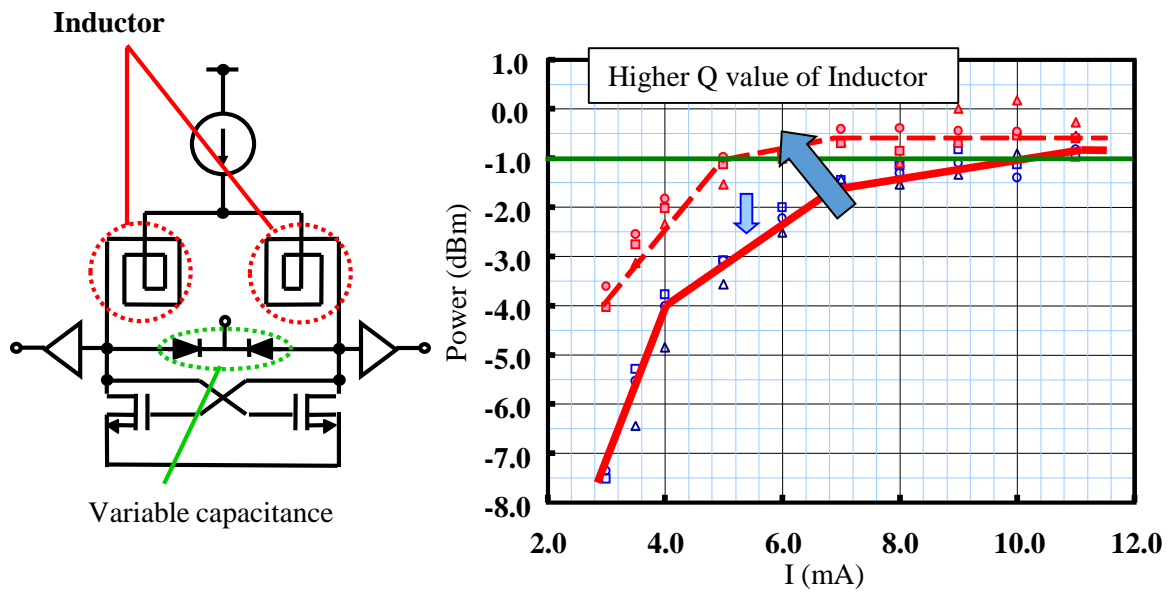 Inductor
Variable capacitance
Higher Q value of Inductor
Power (dBm)
1.0
0.0
-1.0
-2.0
-3.0
-4.0
-5.0
-6.0
-7.0
-8.0
2.0 4.0 6.0 8.0 10.0 12.0
I (mA)